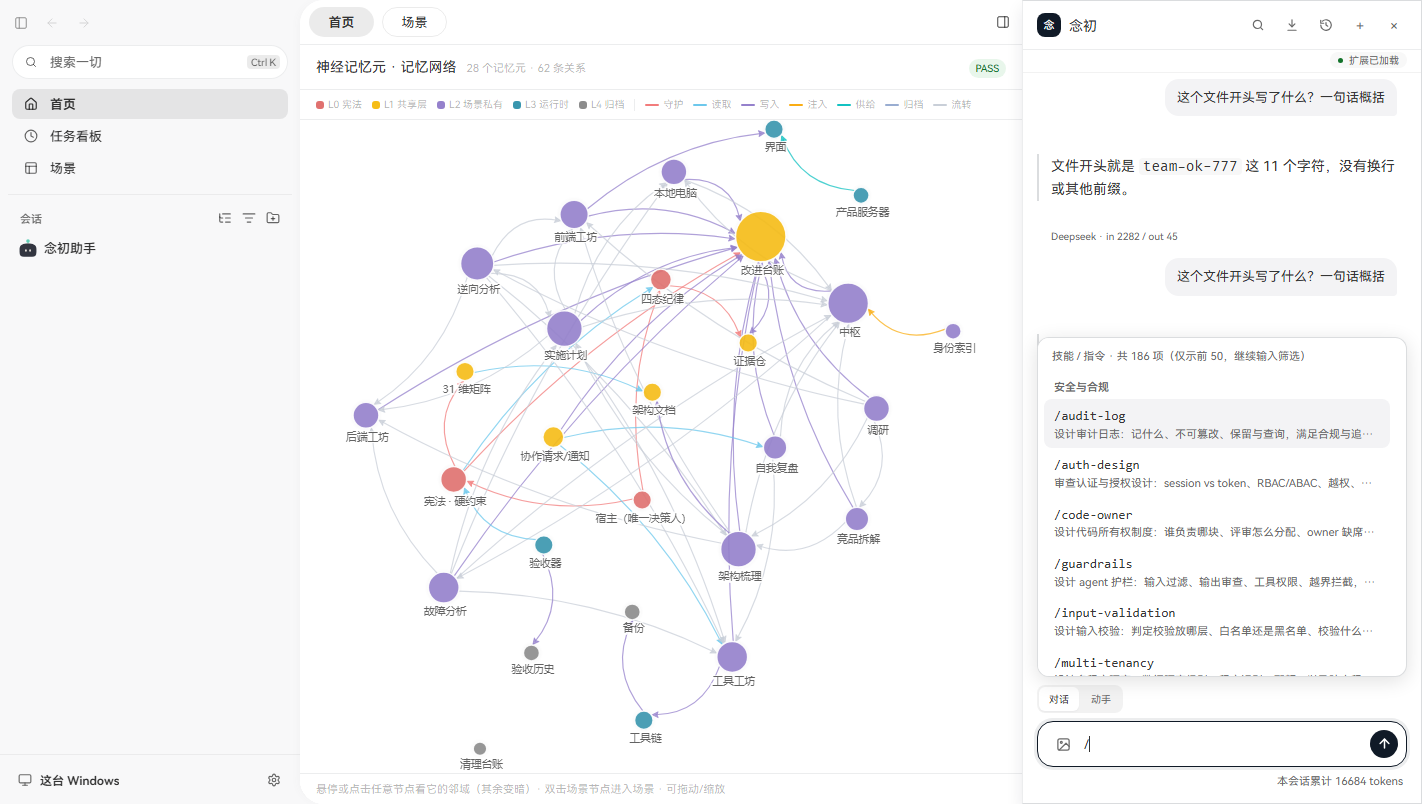 搜索一切
Ctrl K
首页
任务看板
场景
会话
念初助手
这台 Windows
首页
场景
神经记忆元 · 记忆网络
28 个记忆元 · 62 条关系
PASS
L0 宪法
L1 共享层
L2 场景私有
L3 运行时
L4 归档
守护
读取
写入
注入
供给
归档
流转
界面
本地电脑
产品服务器
前端工坊
改进台账
逆向分析
四态纪律
中枢
身份索引
实施计划
证据仓
31 维矩阵
架构文档
后端工坊
调研
协作请求/通知
自我复盘
宪法 · 硬约束
宿主（唯一决策人）
竞品拆解
验收器
架构梳理
故障分析
备份
验收历史
工具工坊
工具链
清理台账
悬停或点击任意节点看它的邻域（其余变暗）· 双击场景节点进入场景 · 可拖动/缩放
念
念初
扩展已加载
这个文件开头写了什么？一句话概括
文件开头就是 team-ok-777 这 11 个字符，没有换行
或其他前缀。
Deepseek · in 2282 / out 45
这个文件开头写了什么？一句话概括
技能 / 指令 · 共 186 项（仅示前 50，继续输入筛选）
安全与合规
/audit-log
设计审计日志：记什么、不可篡改、保留与查询，满足合规与追…
/auth-design
审查认证与授权设计：session vs token、RBAC/ABAC、越权、…
/code-owner
设计代码所有权制度：谁负责哪块、评审怎么分配、owner 缺席…
/guardrails
设计 agent 护栏：输入过滤、输出审查、工具权限、越界拦截，…
/input-validation
设计输入校验：判定校验放哪层、白名单还是黑名单、校验什么…
/multi-tenancy
对话
动手
/
本会话累计 16684 tokens